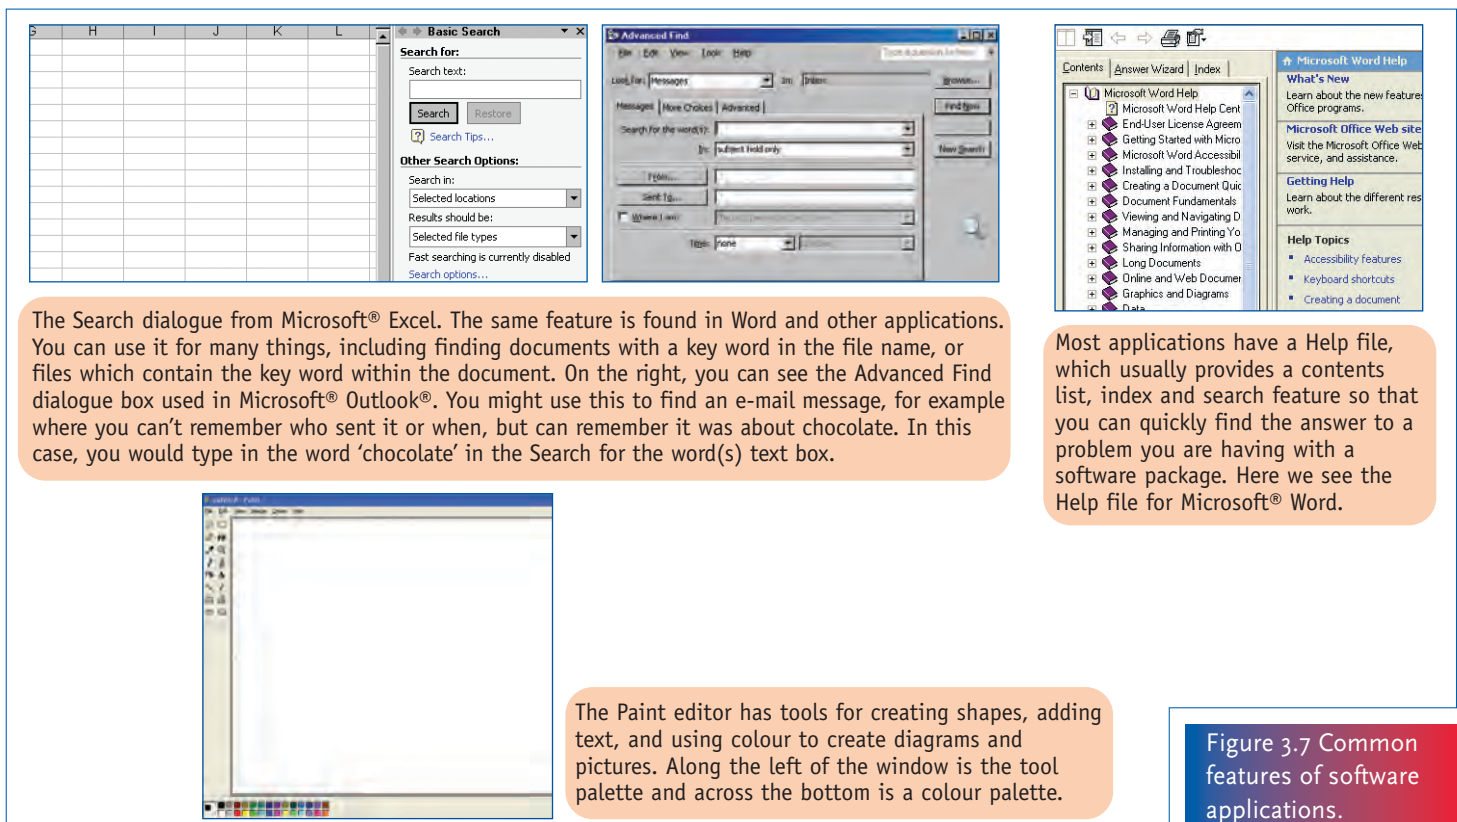 G H I J K L
Basic Search
Search for:
Search text:
Search Restore
Search Tips...
Other Search Options:
Search in:
Selected locations
Results should be:
Selected file types
Fast searching is currently disabled
Search options...
Advanced Find
File Edit View Tools Help
Type a question for help
Look for: Messages In: Inbox Browse...
Messages More Choices Advanced Find Now
Search for the word(s):
In: subject field only New Search
From...
Sent To...
Where I am:
Time: none
Contents Answer Wizard Index
Microsoft Word Help
Microsoft Word Help Cent
End-User License Agreem
Getting Started with Micro
Microsoft Word Accessibil
Installing and Troubleshoc
Creating a Document Quic
Document Fundamentals
Viewing and Navigating D
Managing and Printing Yo
Sharing Information with O
Long Documents
Online and Web Documer
Graphics and Diagrams
Data
Microsoft Word Help
What's New
Learn about the new feature
Office programs.
Microsoft Office Web site
Visit the Microsoft Office Web
service, and assistance.
Getting Help
Learn about the different res
work.
Help Topics
Accessibility features
Keyboard shortcuts
Creating a document
The Search dialogue from Microsoft® Excel. The same feature is found in Word and other applications.
You can use it for many things, including finding documents with a key word in the file name, or
files which contain the key word within the document. On the right, you can see the Advanced Find
dialogue box used in Microsoft® Outlook®. You might use this to find an e-mail message, for example
where you can't remember who sent it or when, but can remember it was about chocolate. In this
case, you would type in the word ‘chocolate’ in the Search for the word(s) text box.
Most applications have a Help file,
which usually provides a contents
list, index and search feature so that
you can quickly find the answer to a
problem you are having with a
software package. Here we see the
Help file for Microsoft® Word.
The Paint editor has tools for creating shapes, adding
text, and using colour to create diagrams and
pictures. Along the left of the window is the tool
palette and across the bottom is a colour palette.
Figure 3.7 Common
features of software
applications.